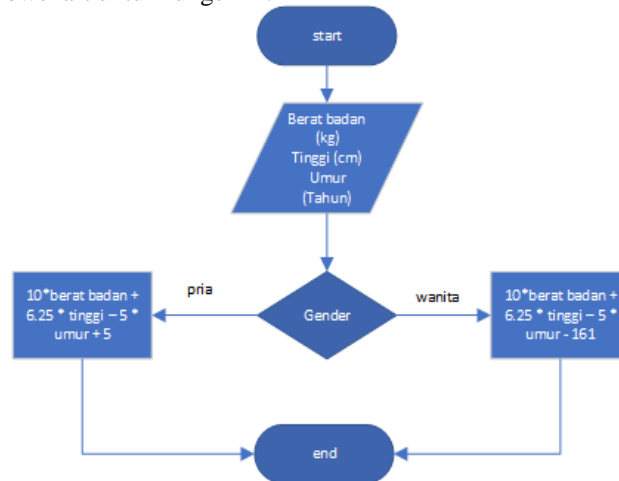 start
Berat badan
(kg)
Tinggi (cm)
Umur
(Tahun)
pria
Gender
wanita
10*berat badan +
6.25 * tinggi – 5 *
umur + 5
10*berat badan +
6.25 * tinggi – 5 *
umur - 161
end